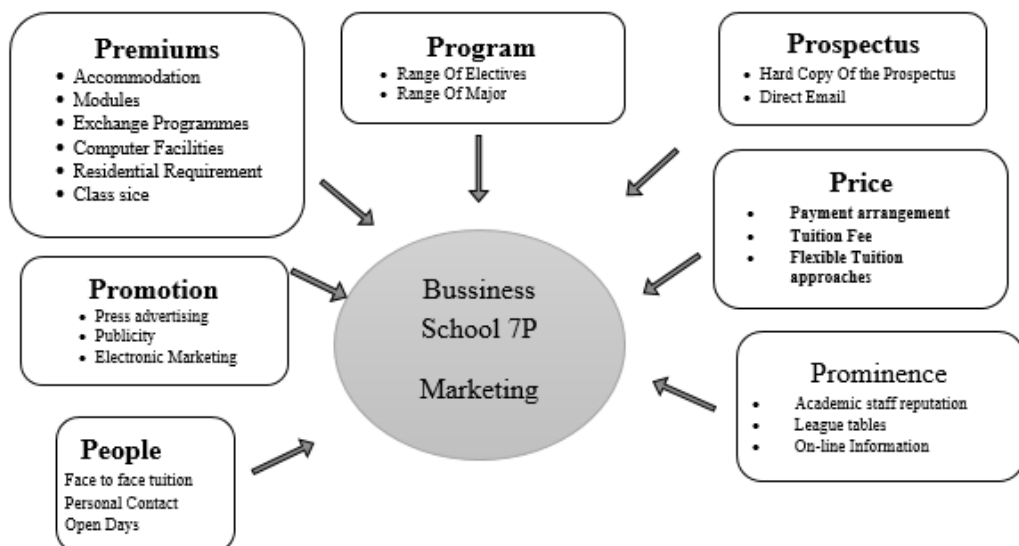 Premiums
• Accommodation
• Modules
• Exchange Programmes
• Computer Facilities
• Residential Requirement
• Class sice
Program
• Range Of Electives
• Range Of Major
Prospectus
• Hard Copy Of the Prospectus
• Direct Email
Price
• Payment arrangement
• Tuition Fee
• Flexible Tuition
approaches
Promotion
• Press advertising
• Publicity
• Electronic Marketing
Bussiness
School 7P
Marketing
Prominence
• Academic staff reputation
• League tables
• On-line Information
People
Face to face tuition
Personal Contact
Open Days